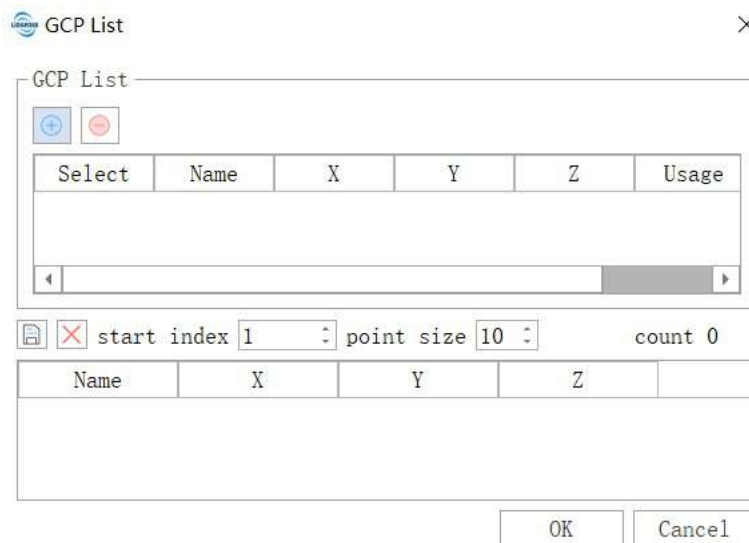 GCP List
GCP List
Select Name X Y Z Usage
start index 1 point size 10 count 0
Name X Y Z
OK Cancel